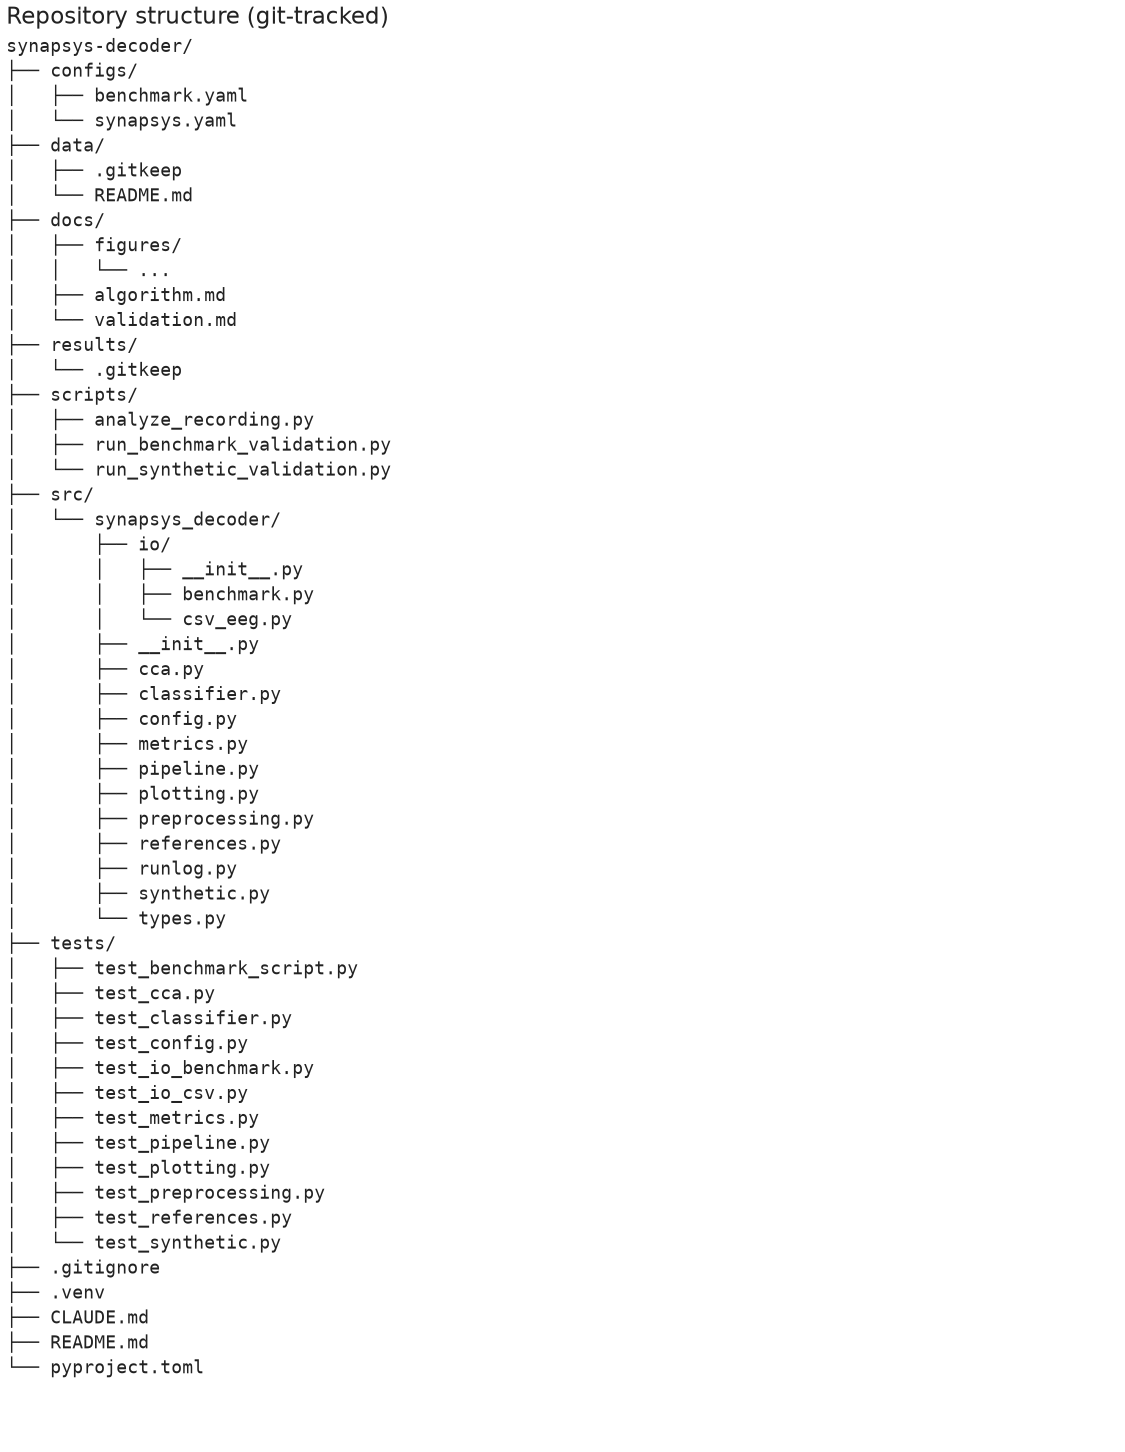 Repository structure (git-tracked)
synapsys-decoder/
├── configs/
│   ├── benchmark.yaml
│   └── synapsys.yaml
├── data/
│   ├── .gitkeep
│   └── README.md
├── docs/
│   ├── figures/
│   │   └── ...
│   ├── algorithm.md
│   └── validation.md
├── results/
│   └── .gitkeep
├── scripts/
│   ├── analyze_recording.py
│   ├── run_benchmark_validation.py
│   └── run_synthetic_validation.py
├── src/
│   └── synapsys_decoder/
│       ├── io/
│       │   ├── __init__.py
│       │   ├── benchmark.py
│       │   └── csv_eeg.py
│       ├── __init__.py
│       ├── cca.py
│       ├── classifier.py
│       ├── config.py
│       ├── metrics.py
│       ├── pipeline.py
│       ├── plotting.py
│       ├── preprocessing.py
│       ├── references.py
│       ├── runlog.py
│       ├── synthetic.py
│       └── types.py
├── tests/
│   ├── test_benchmark_script.py
│   ├── test_cca.py
│   ├── test_classifier.py
│   ├── test_config.py
│   ├── test_io_benchmark.py
│   ├── test_io_csv.py
│   ├── test_metrics.py
│   ├── test_pipeline.py
│   ├── test_plotting.py
│   ├── test_preprocessing.py
│   ├── test_references.py
│   └── test_synthetic.py
├── .gitignore
├── .venv
├── CLAUDE.md
├── README.md
└── pyproject.toml